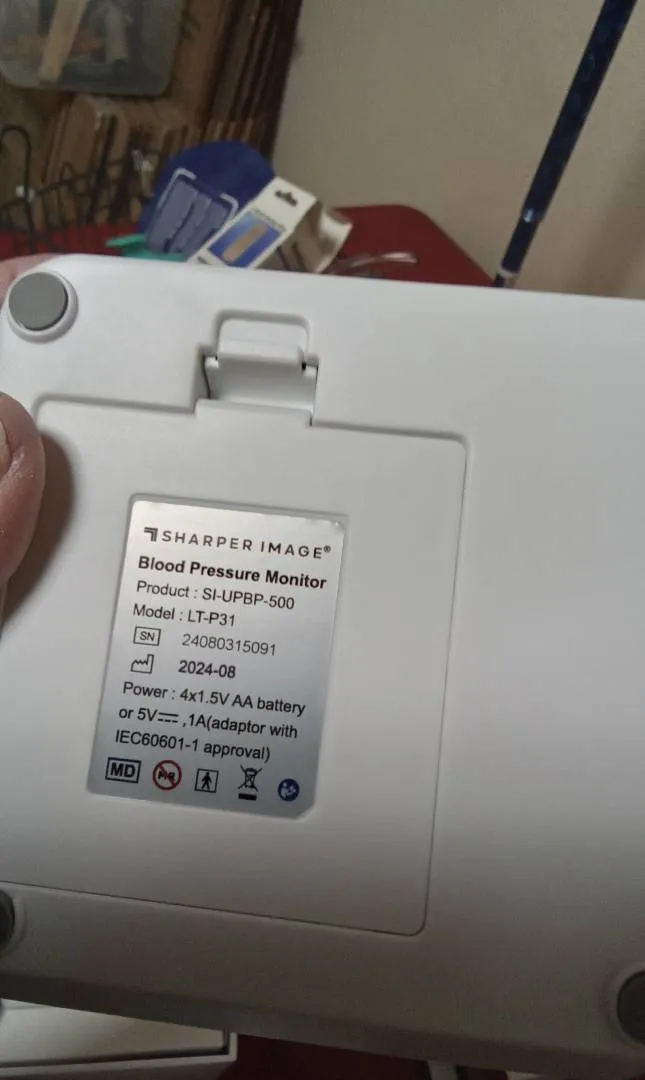 SHARPER IMAGE®
Blood Pressure Monitor
Product : SI-UPBP-500
Model : LT-P31
SN 24080315091
2024-08
Power : 4x1.5V AA battery
or 5V⎓,1A(adaptor with
IEC60601-1 approval)
MD MR